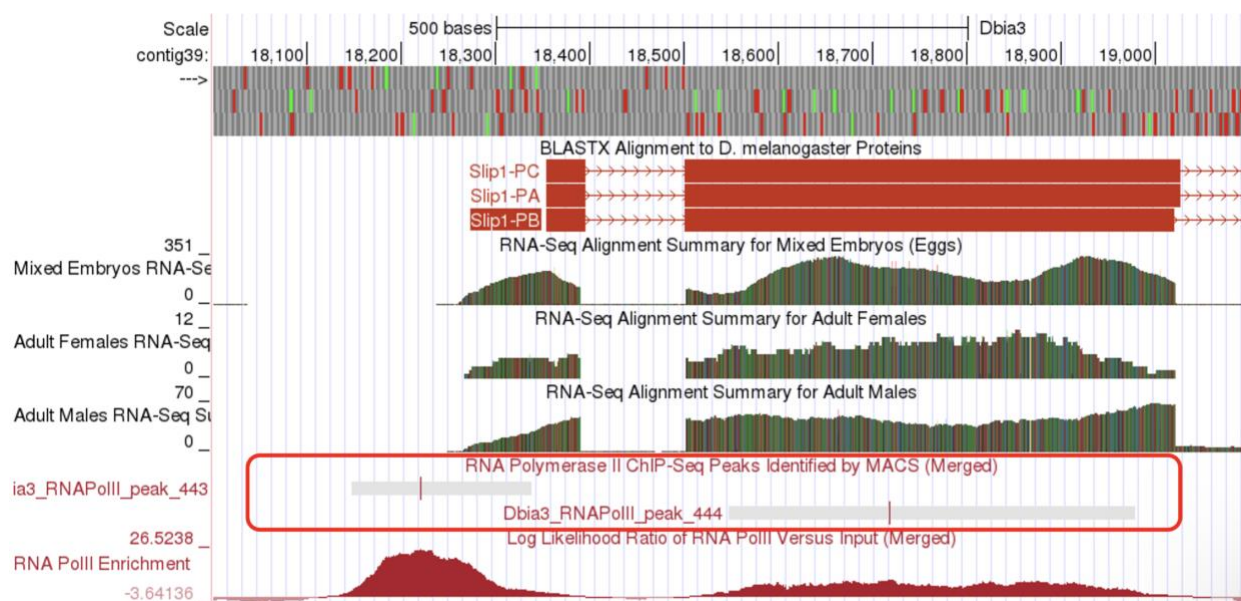 Scale 500 bases Dbia3
contig39: 18,100 18,200 18,300 18,400 18,500 18,600 18,700 18,800 18,900 19,000
--->
BLASTX Alignment to D. melanogaster Proteins
Slip1-PC
Slip1-PA
Slip1-PB
RNA-Seq Alignment Summary for Mixed Embryos (Eggs)
351
Mixed Embryos RNA-Se
0
RNA-Seq Alignment Summary for Adult Females
12
Adult Females RNA-Seq
0
RNA-Seq Alignment Summary for Adult Males
70
Adult Males RNA-Seq Su
0
RNA Polymerase II ChIP-Seq Peaks Identified by MACS (Merged)
ia3_RNAPolII_peak_443
Dbia3_RNAPolII_peak_444
Log Likelihood Ratio of RNA PolII Versus Input (Merged)
26.5238
RNA PolII Enrichment
-3.64136